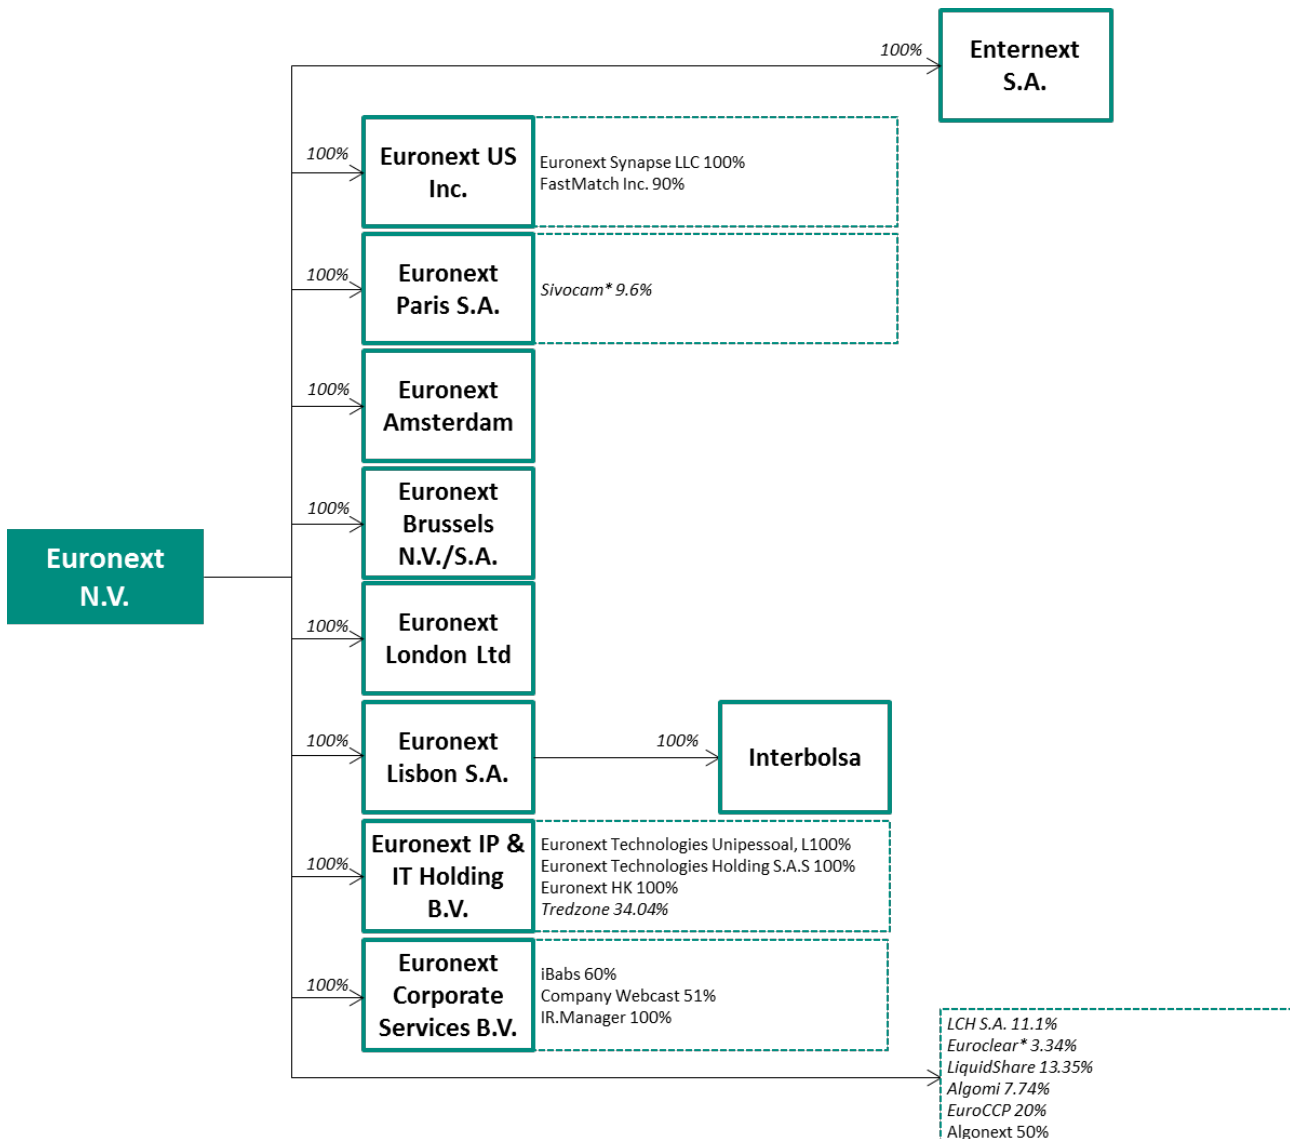 100%
Enternext
S.A.
100%
Euronext US
Inc.
Euronext Synapse LLC 100%
FastMatch Inc. 90%
100%
Euronext
Paris S.A.
Sivocam* 9.6%
100%
Euronext
Amsterdam
100%
Euronext
Brussels
N.V./S.A.
Euronext
N.V.
100%
Euronext
London Ltd
100%
Euronext
Lisbon S.A.
100%
Interbolsa
100%
Euronext IP &
IT Holding
B.V.
Euronext Technologies Unipessoal, L100%
Euronext Technologies Holding S.A.S 100%
Euronext HK 100%
Tredzone 34.04%
100%
Euronext
Corporate
Services B.V.
iBabs 60%
Company Webcast 51%
IR.Manager 100%
LCH S.A. 11.1%
Euroclear* 3.34%
LiquidShare 13.35%
Algomi 7.74%
EuroCCP 20%
Algonext 50%